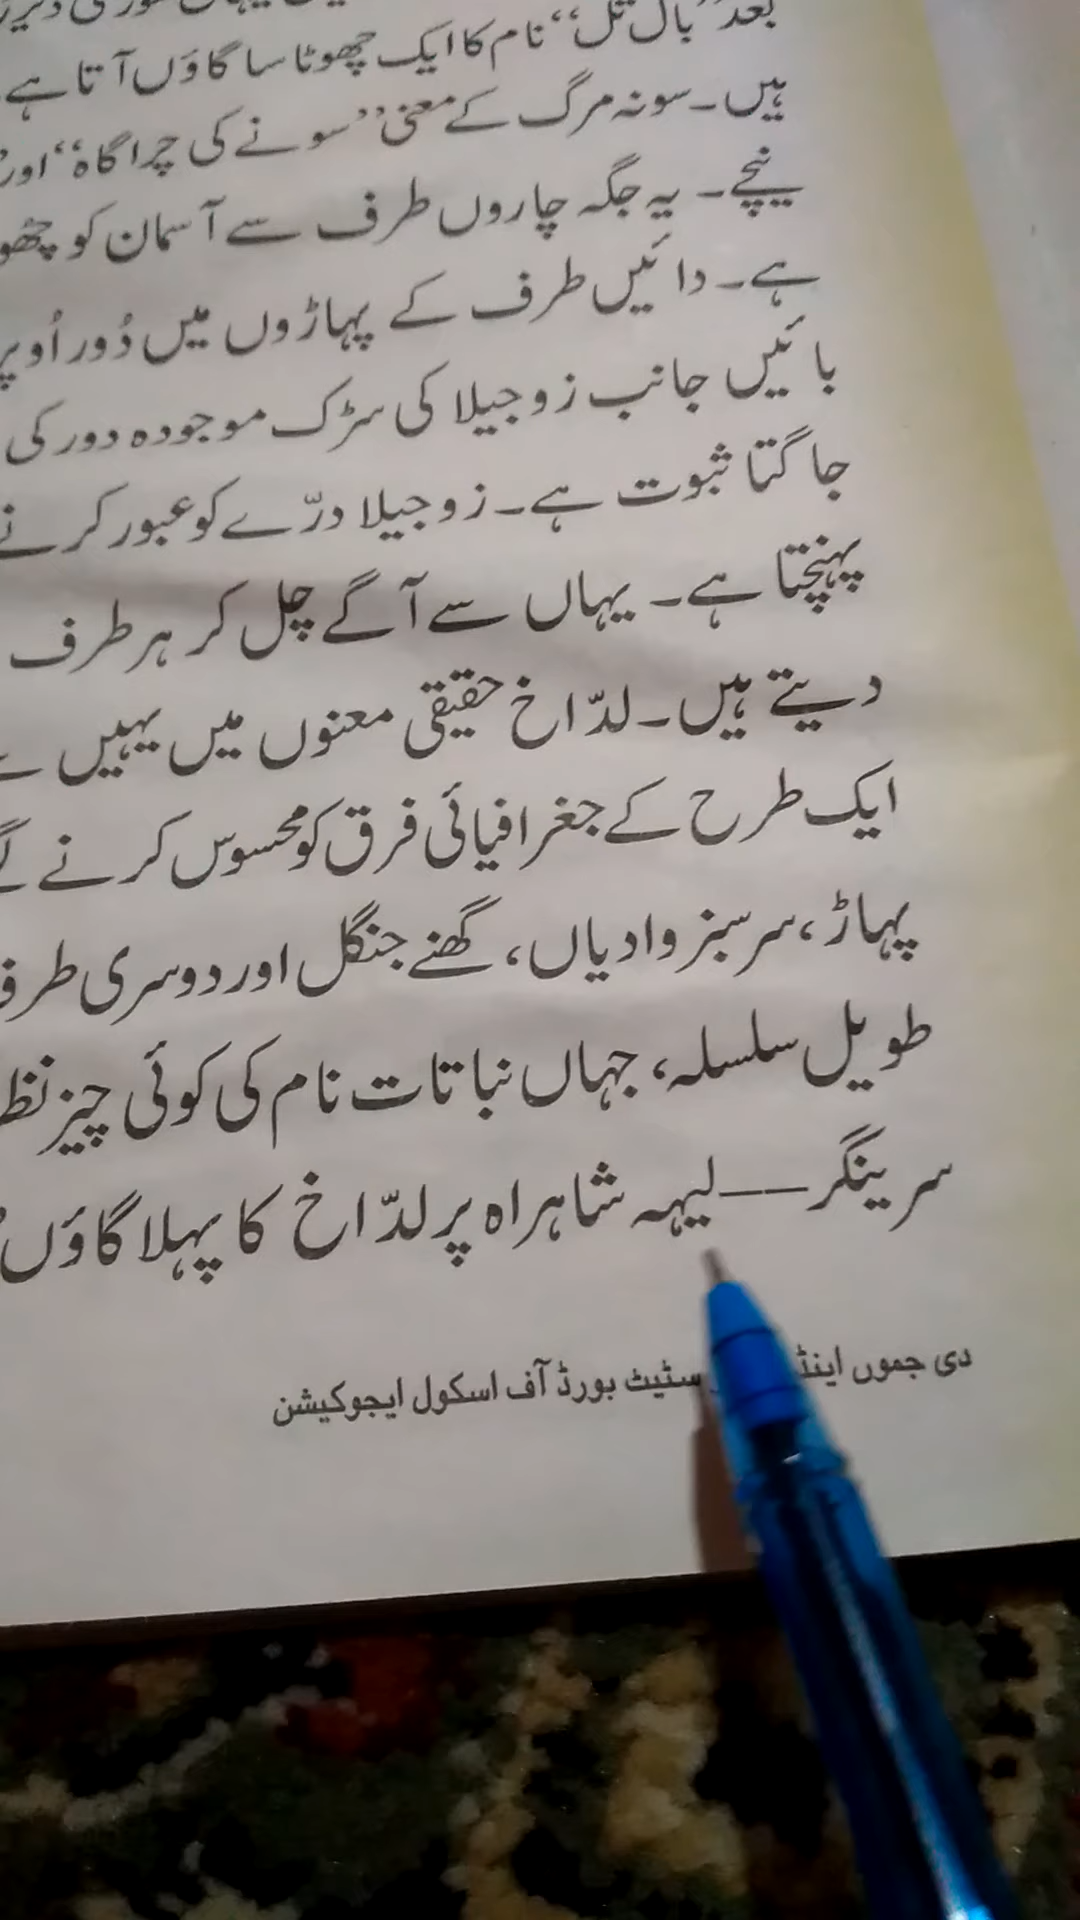 بعد ”بال تل“ نام کا ایک چھوٹا سا گاؤں آتا ہے
ہیں۔ سونہ مرگ کے معنی ”سونے کی چراگاہ“ اور
نیچے۔ یہ جگہ چاروں طرف سے آسمان کو چھو
ہے۔ دائیں طرف کے پہاڑوں میں دُور اُوپر
بائیں جانب زوجیلا کی سڑک موجودہ دور کی
جاگتا ثبوت ہے۔ زوجیلا درّے کو عبور کرنے
پہنچتا ہے۔ یہاں سے آگے چل کر ہر طرف
دیتے ہیں۔ لدّاخ حقیقی معنوں میں یہیں
ایک طرح کے جغرافیائی فرق کو محسوس کرنے
پہاڑ، سرسبز وادیاں، گھنے جنگل اور دوسری طرف
طویل سلسلہ، جہاں نباتات نام کی کوئی چیز
سرینگر — لیہہ شاہراہ پر لدّاخ کا پہلا گاؤں
دی جموں اینڈ سٹیٹ بورڈ آف اسکول ایجوکیشن